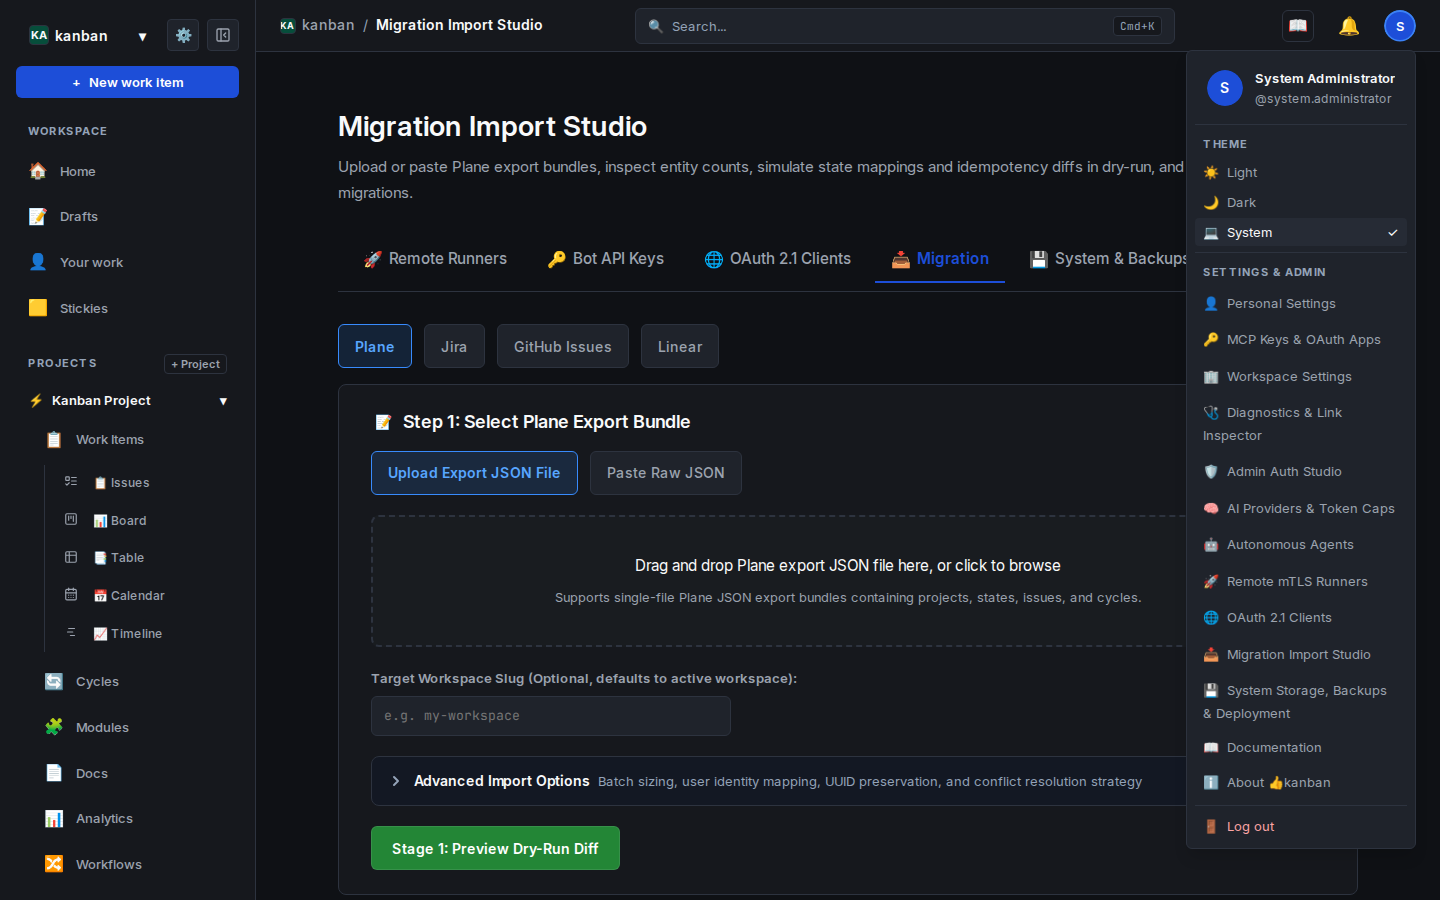 KA kanban
+ New work item
WORKSPACE
Home
Drafts
Your work
Stickies
PROJECTS
+ Project
Kanban Project
Work Items
Issues
Board
Table
Calendar
Timeline
Cycles
Modules
Docs
Analytics
Workflows
KA kanban / Migration Import Studio
Search...
Cmd+K
S
Migration Import Studio
Upload or paste Plane export bundles, inspect entity counts, simulate state mappings and idempotency diffs in dry-run, and
migrations.
Remote Runners
Bot API Keys
OAuth 2.1 Clients
Migration
System & Backups
Plane
Jira
GitHub Issues
Linear
Step 1: Select Plane Export Bundle
Upload Export JSON File
Paste Raw JSON
Drag and drop Plane export JSON file here, or click to browse
Supports single-file Plane JSON export bundles containing projects, states, issues, and cycles.
Target Workspace Slug (Optional, defaults to active workspace):
e.g. my-workspace
Advanced Import Options Batch sizing, user identity mapping, UUID preservation, and conflict resolution strategy
Stage 1: Preview Dry-Run Diff
S
System Administrator
@system.administrator
THEME
Light
Dark
System
SETTINGS & ADMIN
Personal Settings
MCP Keys & OAuth Apps
Workspace Settings
Diagnostics & Link
Inspector
Admin Auth Studio
AI Providers & Token Caps
Autonomous Agents
Remote mTLS Runners
OAuth 2.1 Clients
Migration Import Studio
System Storage, Backups
& Deployment
Documentation
About 👍kanban
Log out